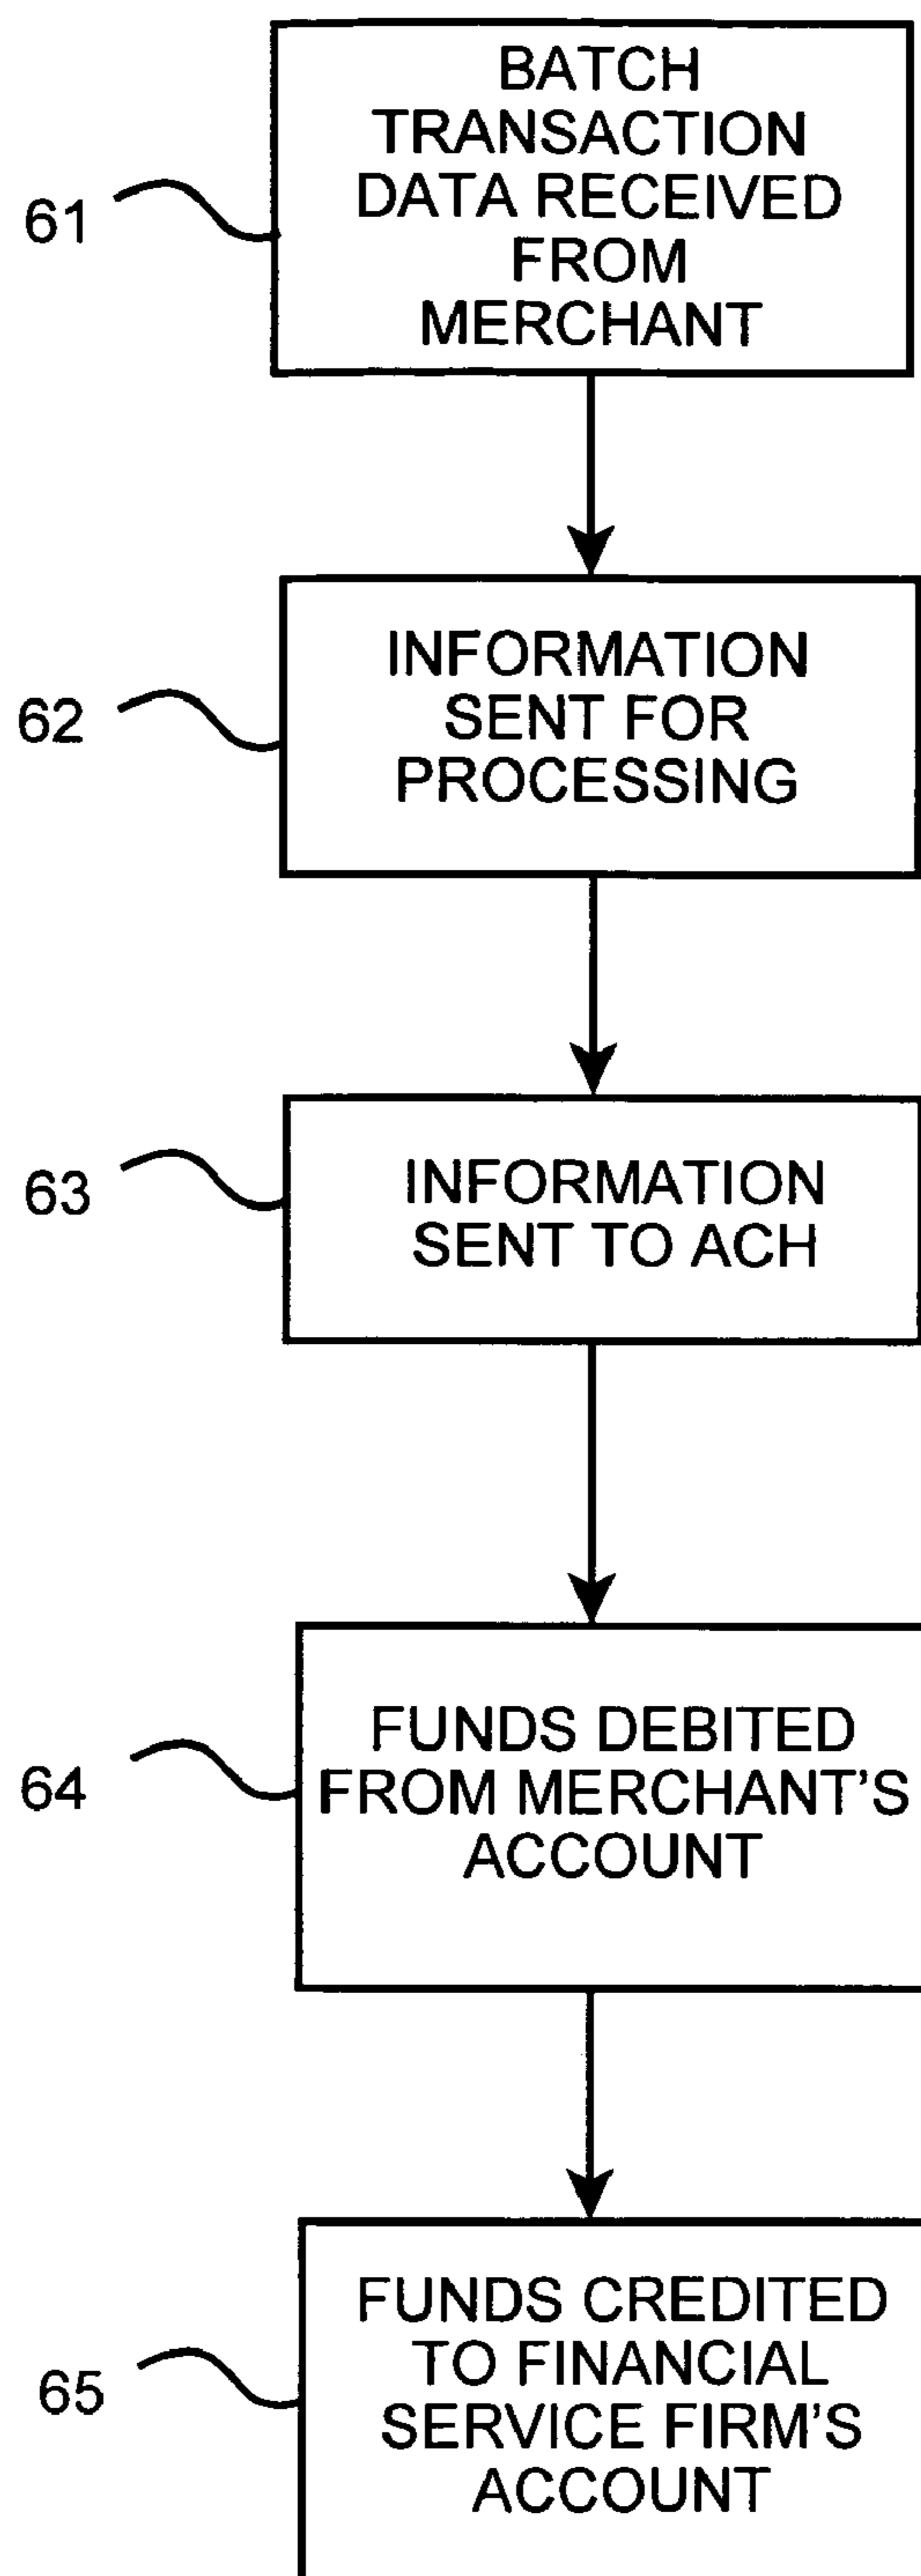 BATCH
TRANSACTION
DATA RECEIVED
FROM
MERCHANT
61
INFORMATION
SENT FOR
PROCESSING
62
INFORMATION
SENT TO ACH
63
FUNDS DEBITED
FROM MERCHANT'S
ACCOUNT
64
FUNDS CREDITED
TO FINANCIAL
SERVICE FIRM'S
ACCOUNT
65